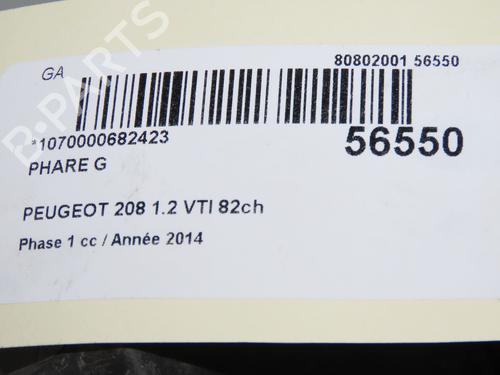 GA
80802001 56550
*1070000682423
56550
PHARE G
PEUGEOT 208 1.2 VTI 82ch
Phase 1 cc / Année 2014
B-PARTS